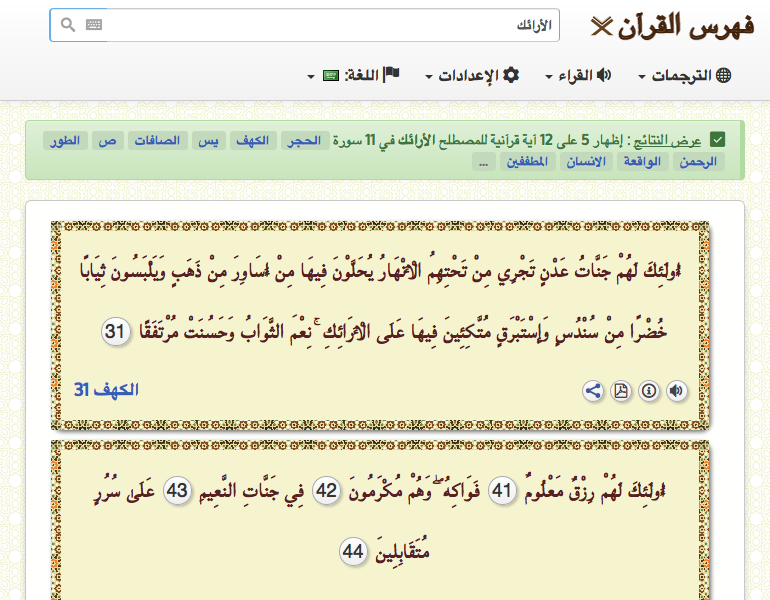 فهرس القرآن
الأرائك
الترجمات القراء الإعدادات اللغة:
عرض النتائج : إظهار 5 على 12 آية قرآنية للمصطلح الأرائك في 11 سورة الحجر الكهف يس الصافات ص الطور
الرحمن الواقعة الانسان المطففين ...
أُولَئِكَ لَهُمْ جَنَّاتُ عَدْنٍ تَجْرِي مِنْ تَحْتِهِمُ الْأَنْهَارُ يُحَلَّوْنَ فِيهَا مِنْ أَسَاوِرَ مِنْ ذَهَبٍ وَيَلْبَسُونَ ثِيَابًا
خُضْرًا مِنْ سُنْدُسٍ وَإِسْتَبْرَقٍ مُتَّكِئِينَ فِيهَا عَلَى الْأَرَائِكِ ۚ نِعْمَ الثَّوَابُ وَحَسُنَتْ مُرْتَفَقًا 31
الكهف 31
أُولَئِكَ لَهُمْ رِزْقٌ مَعْلُومٌ 41 فَوَاكِهُ ۖ وَهُمْ مُكْرَمُونَ 42 فِي جَنَّاتِ النَّعِيمِ 43 عَلَىٰ سُرُرٍ
مُتَقَابِلِينَ 44